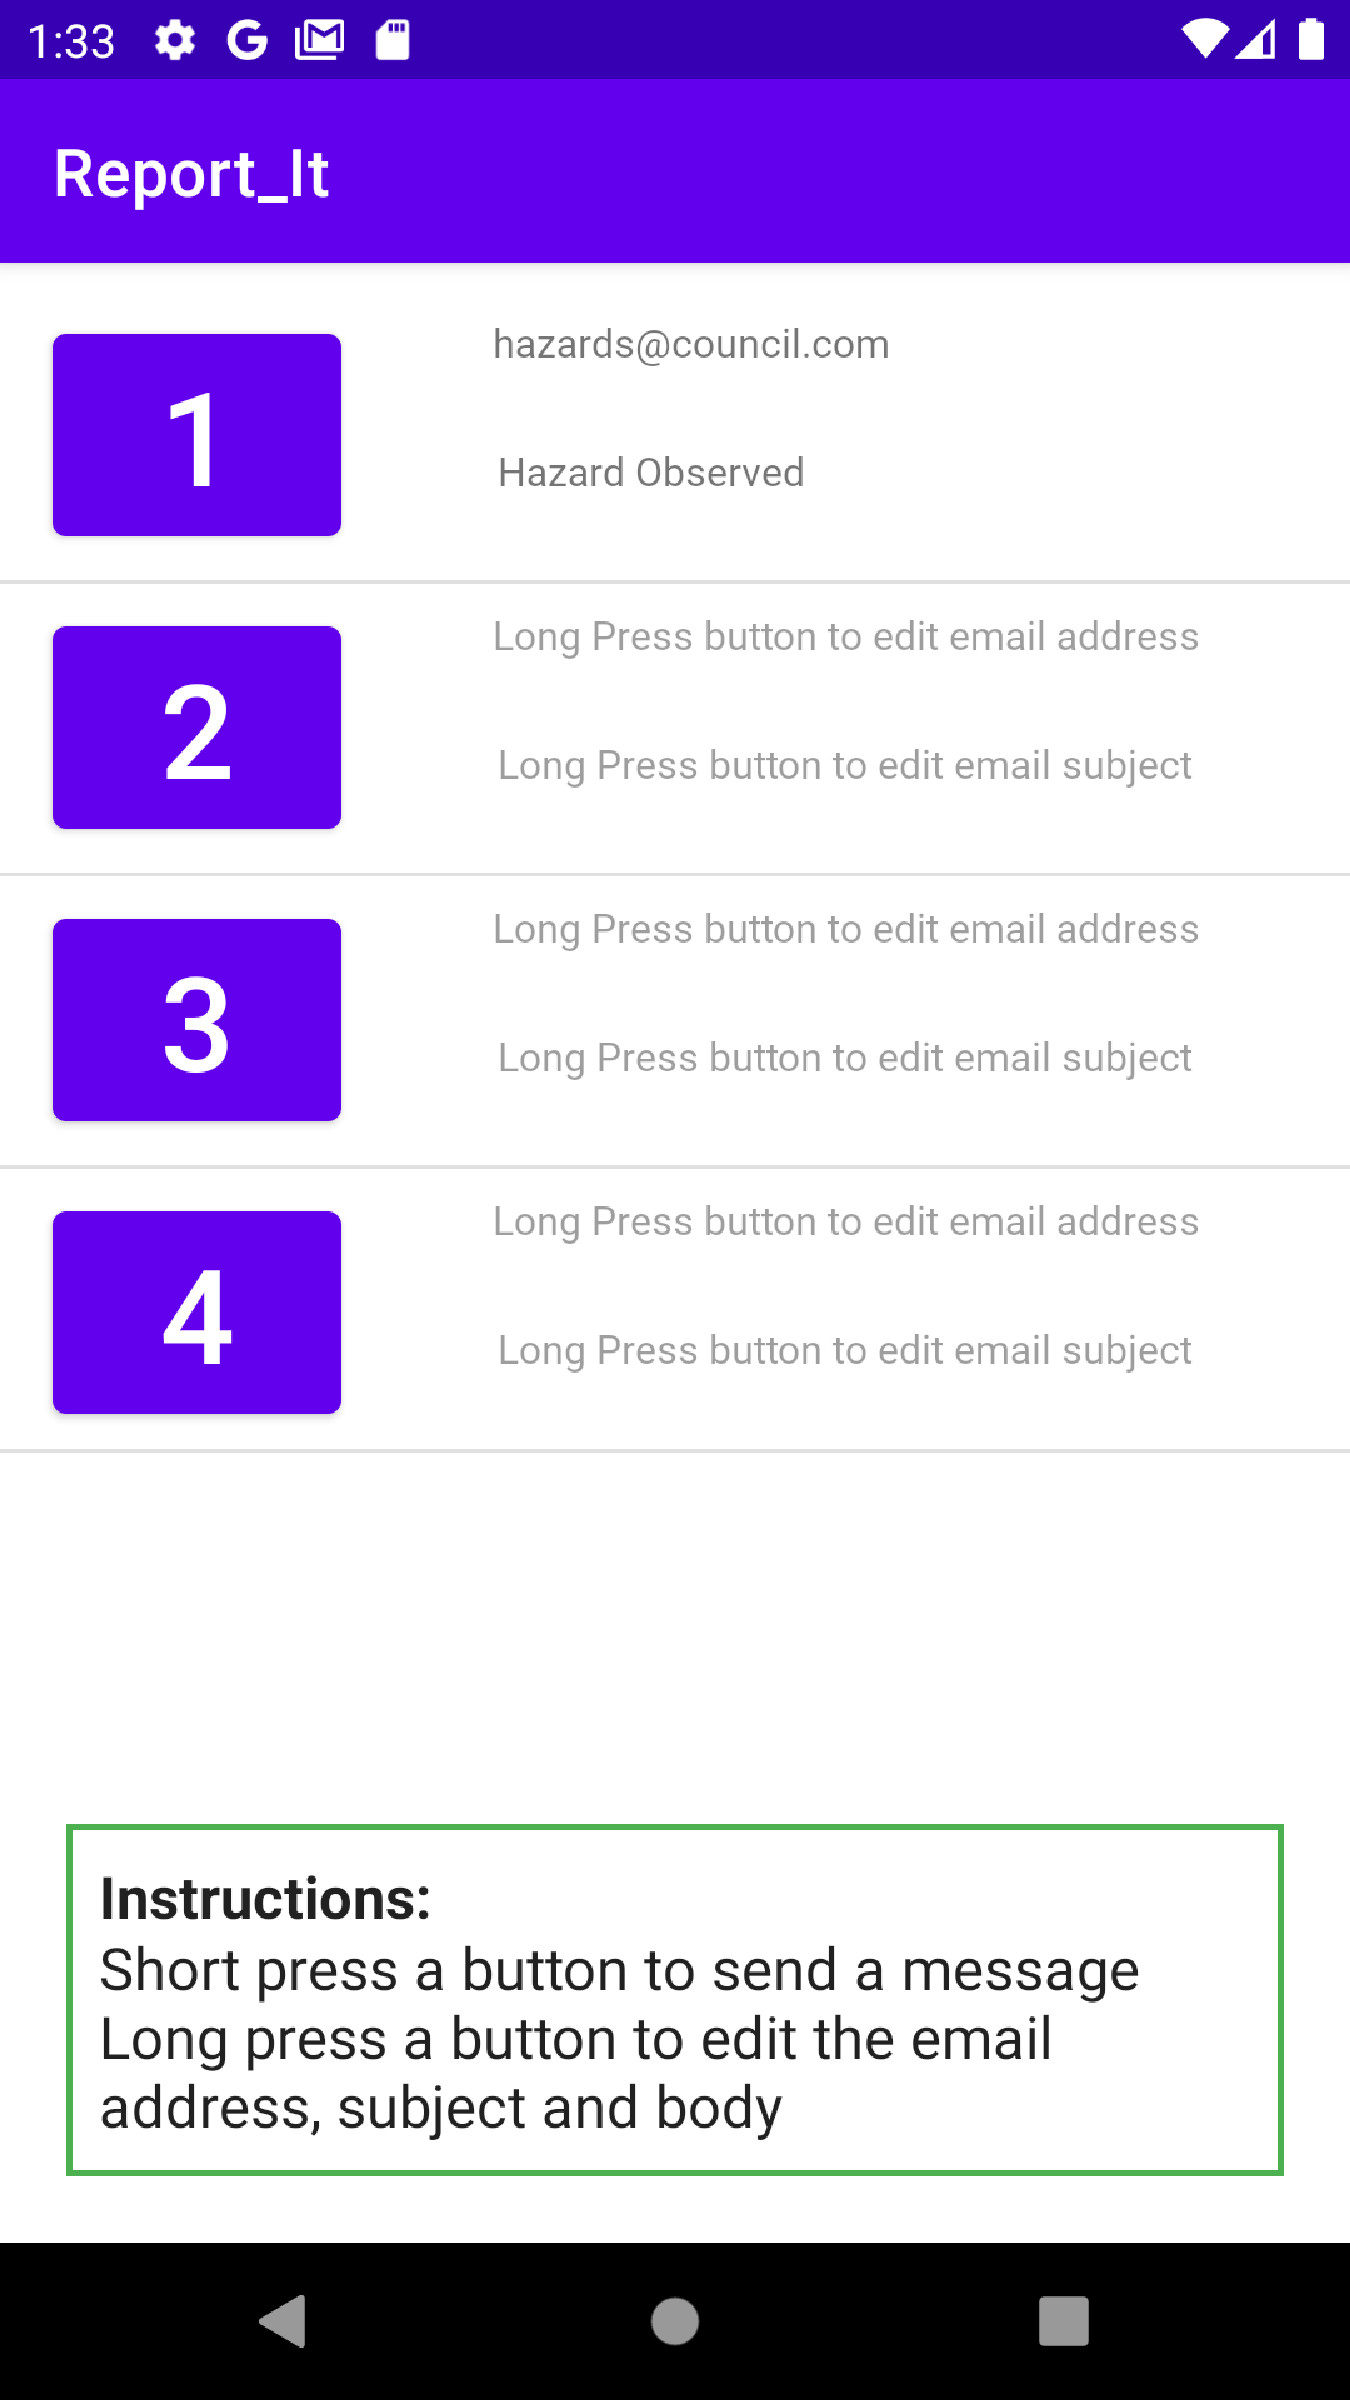 1:33
Report_It
1
hazards@council.com
Hazard Observed
2
Long Press button to edit email address
Long Press button to edit email subject
3
Long Press button to edit email address
Long Press button to edit email subject
4
Long Press button to edit email address
Long Press button to edit email subject
Instructions:
Short press a button to send a message
Long press a button to edit the email
address, subject and body